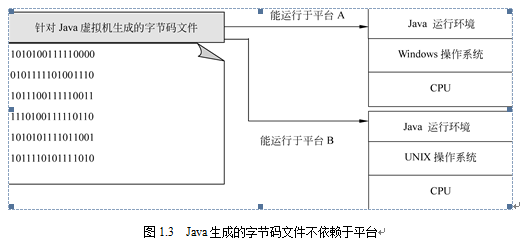 针对 Java 虚拟机生成的字节码文件
1010100111110000
0101111101001110
1011100111110011
1110100111110110
1010101111011001
1011110101111010
能运行于平台 A
Java 运行环境
Windows 操作系统
CPU
能运行于平台 B
Java 运行环境
UNIX 操作系统
CPU
图 1.3 Java 生成的字节码文件不依赖于平台